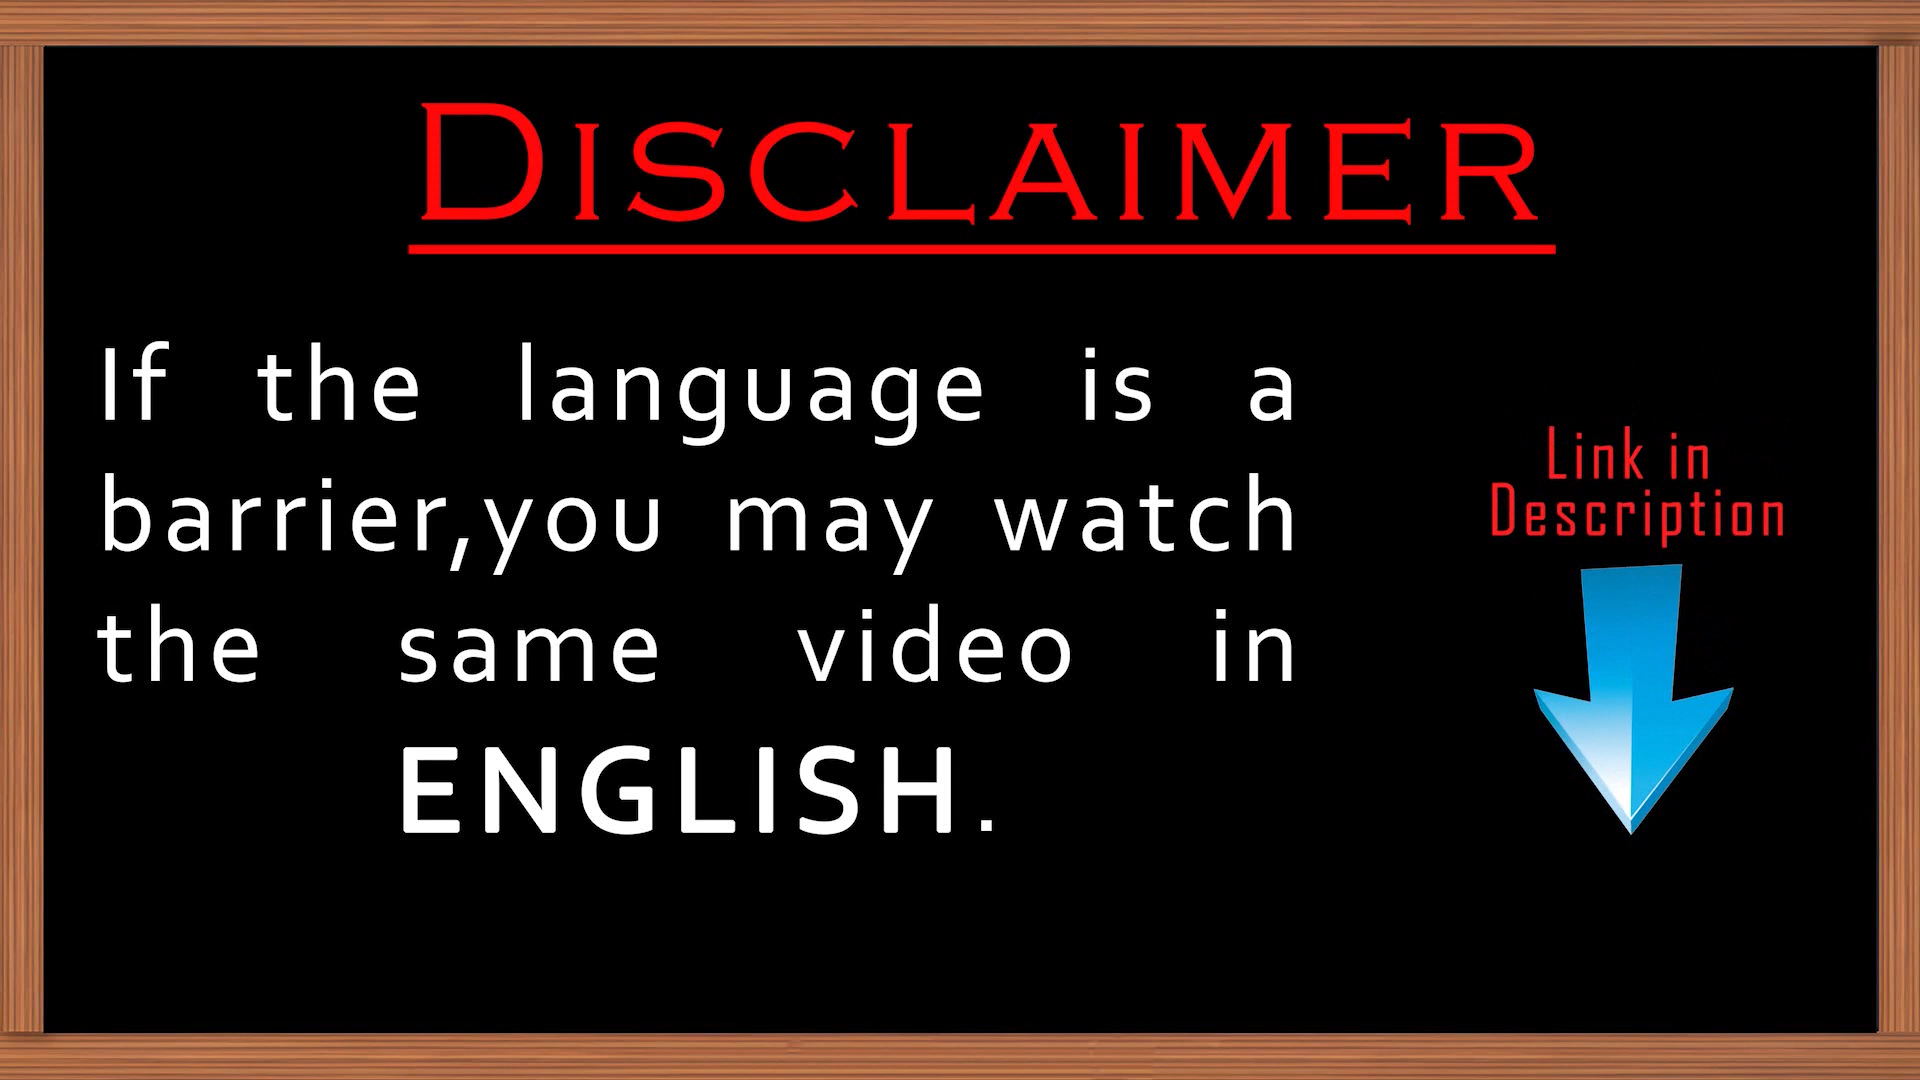 DISCLAIMER
If the language is a
barrier,you may watch
the same video in
ENGLISH.
Link in
Description